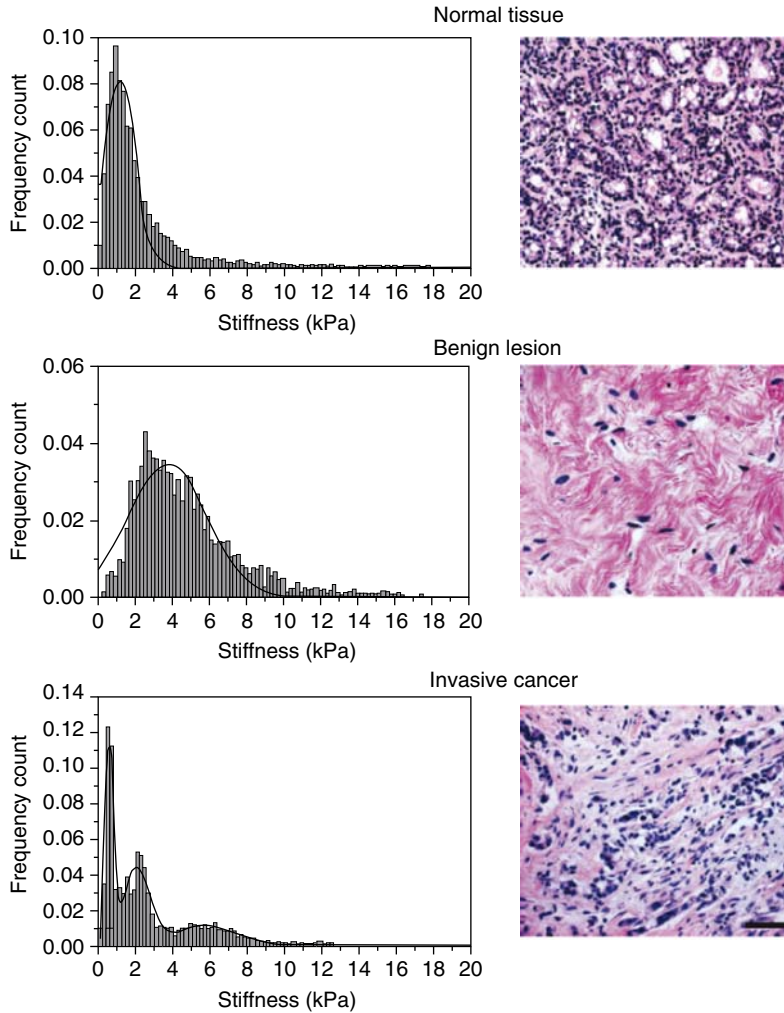 Normal tissue
0.10
0.08
0.06
0.04
0.02
0.00
Frequency count
0 2 4 6 8 10 12 14 16 18 20
Stiffness (kPa)
Benign lesion
0.06
0.04
0.02
0.00
Frequency count
0 2 4 6 8 10 12 14 16 18 20
Stiffness (kPa)
Invasive cancer
0.14
0.12
0.10
0.08
0.06
0.04
0.02
0.00
Frequency count
0 2 4 6 8 10 12 14 16 18 20
Stiffness (kPa)